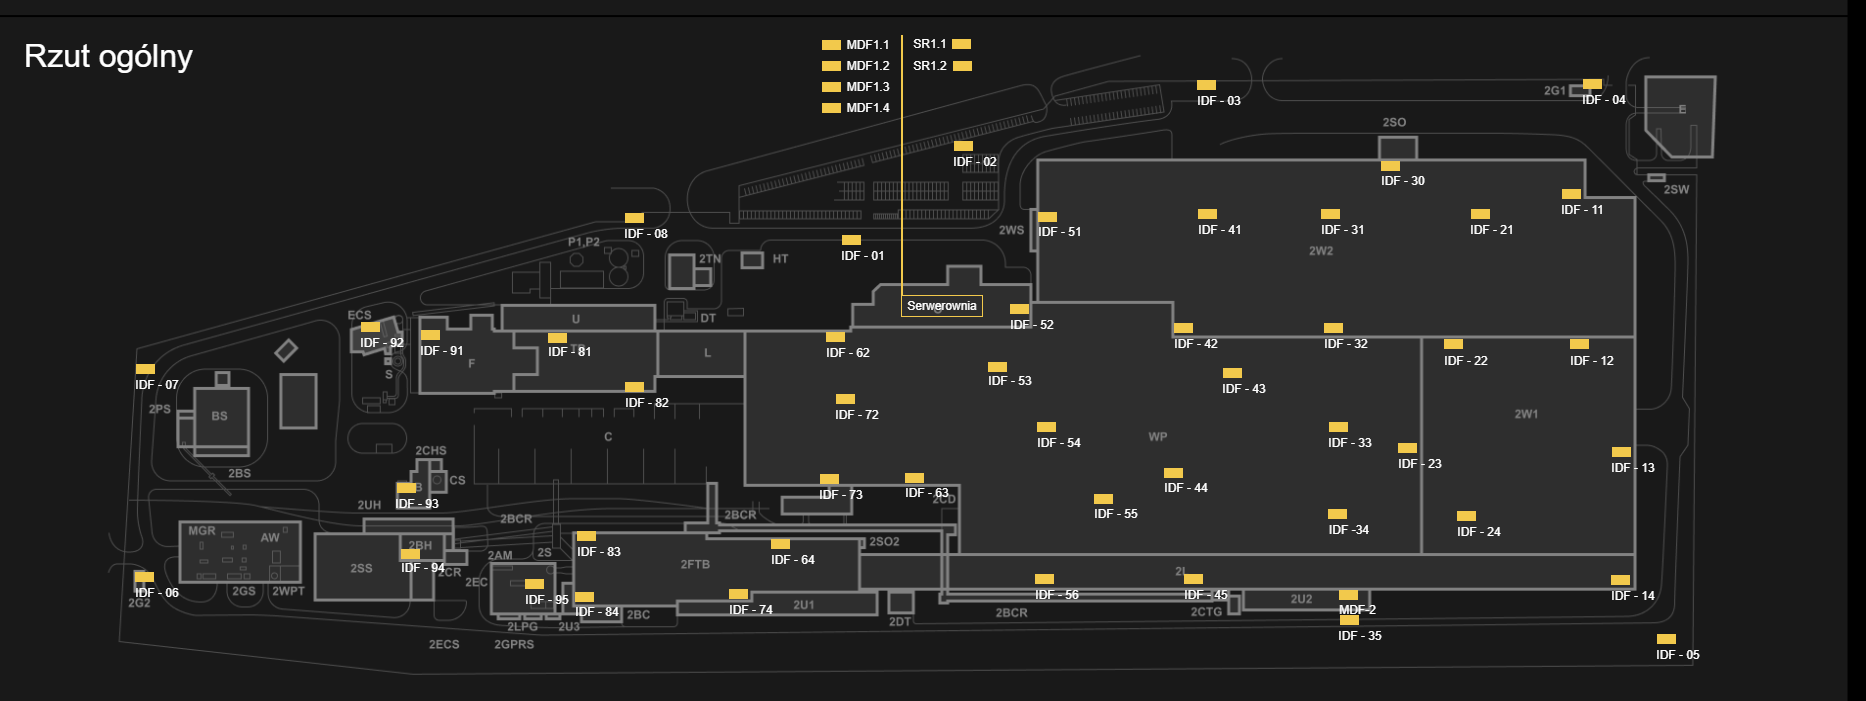 Rzut ogólny
MDF1.1
SR1.1
MDF1.2
SR1.2
MDF1.3
MDF1.4
IDF - 03
2G1
IDF - 04
E
2SO
IDF - 02
IDF - 30
2SW
IDF - 11
IDF - 08
2WS
IDF - 51
IDF - 41
IDF - 31
IDF - 21
P1,P2
2W2
2TN
HT
IDF - 01
Serwerownia
ECS
U
DT
IDF - 52
IDF - 92
IDF - 91
IDF - 81
L
IDF - 62
IDF - 42
IDF - 32
IDF - 22
IDF - 12
F
S
IDF - 07
IDF - 53
IDF - 43
IDF - 82
2PS
BS
IDF - 72
2W1
C
IDF - 54
WP
IDF - 33
2CHS
IDF - 23
IDF - 13
2BS
CS
B
IDF - 44
IDF - 73
IDF - 63
2CD
2UH
IDF - 93
2BCR
2BCR
IDF - 55
IDF -34
IDF - 24
MGR
AW
2BH
2AM
2S
IDF - 83
2SO2
IDF - 64
2SS
IDF - 94
2CR
2FTB
2EC
IDF - 06
2G2
2GS
2WPT
IDF - 95
IDF - 84
IDF - 74
2U1
IDF - 56
IDF - 45
2U2
MDF-2
IDF - 14
2LPG
2U3
2BC
2DT
2BCR
2CTG
IDF - 35
2ECS
2GPRS
IDF - 05